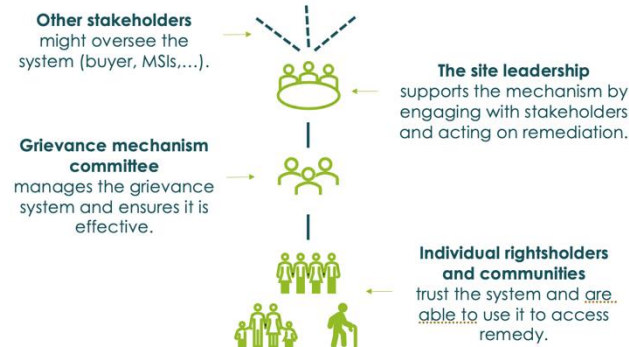 Other stakeholders
might oversee the
system (buyer, MSIs,...).
The site leadership
supports the mechanism by
engaging with stakeholders
and acting on remediation.
Grievance mechanism
committee
manages the grievance
system and ensures it is
effective.
Individual rightsholders
and communities
trust the system and are
able to use it to access
remedy.